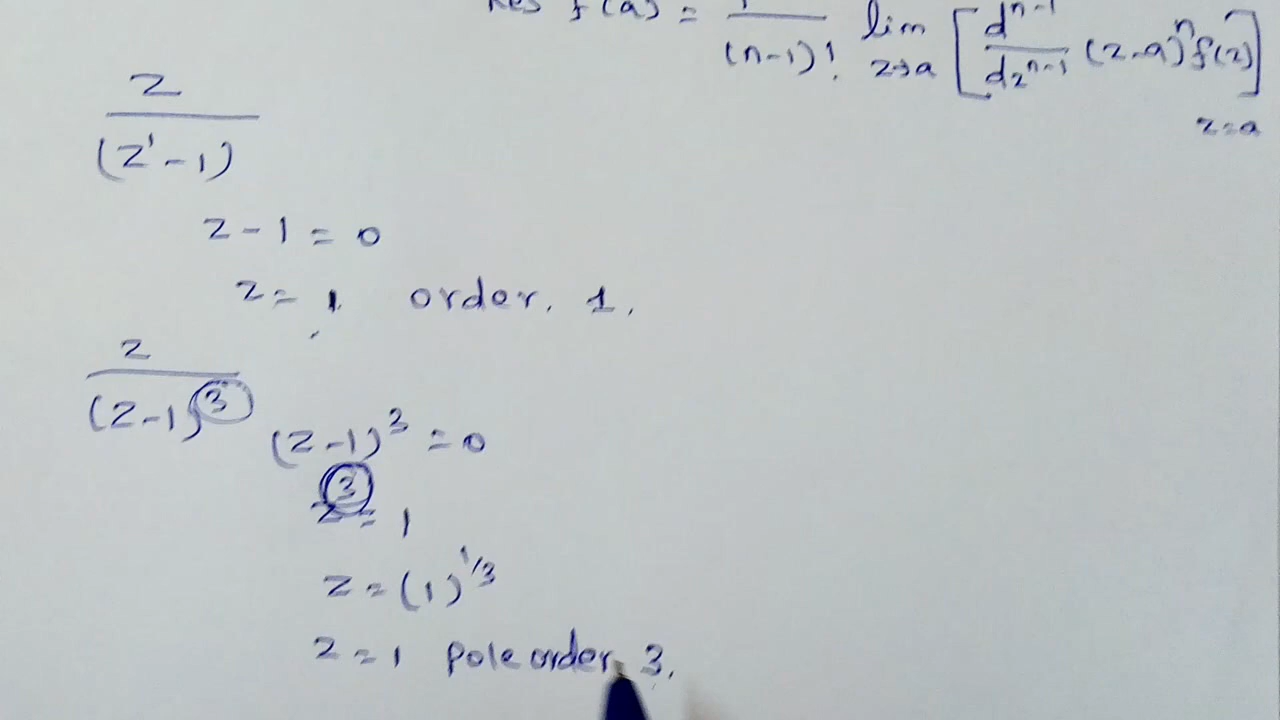 Res f(a) = 1/(n-1)! lim z→a [d^n-1/dz^n-1 (z-a)^n f(z)] z=a
z/(z'-1)
z-1=0
z=1 order. 1.
z/(z-1)^3
(z-1)^3=0
z^3=1
z=(1)^1/3
z=1 pole order 3.